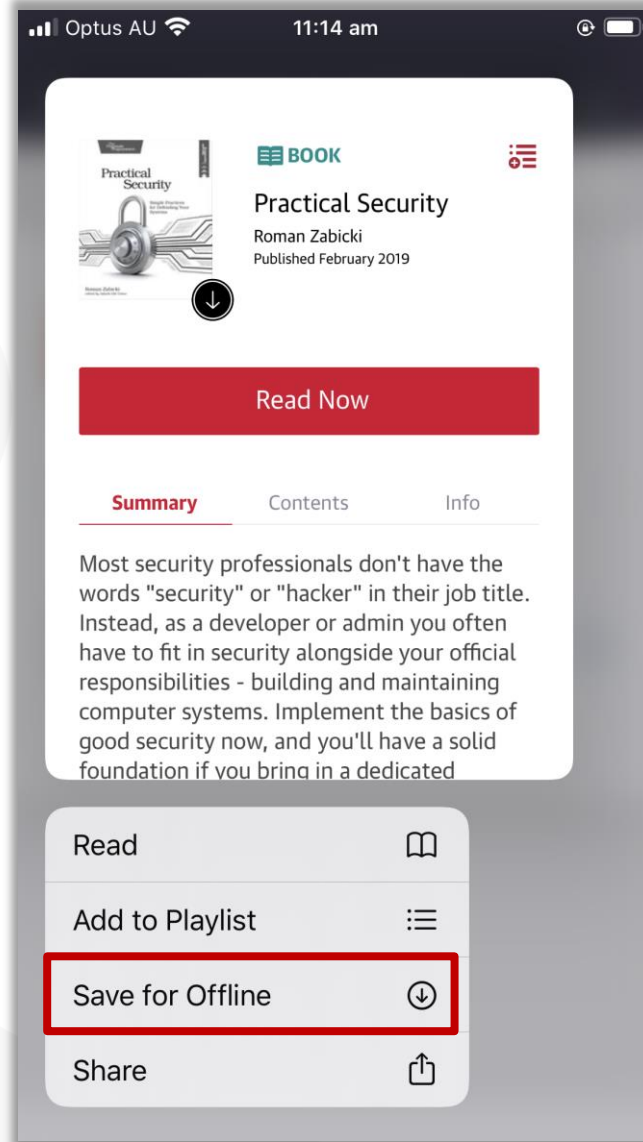 Optus AU
11:14 am
Practical
Security
BOOK
Practical Security
Roman Zabicki
Published February 2019
Read Now
Summary
Contents
Info
Most security professionals don't have the
words "security" or "hacker" in their job title.
Instead, as a developer or admin you often
have to fit in security alongside your official
responsibilities - building and maintaining
computer systems. Implement the basics of
good security now, and you'll have a solid
foundation if you bring in a dedicated
Read
Add to Playlist
Save for Offline
Share